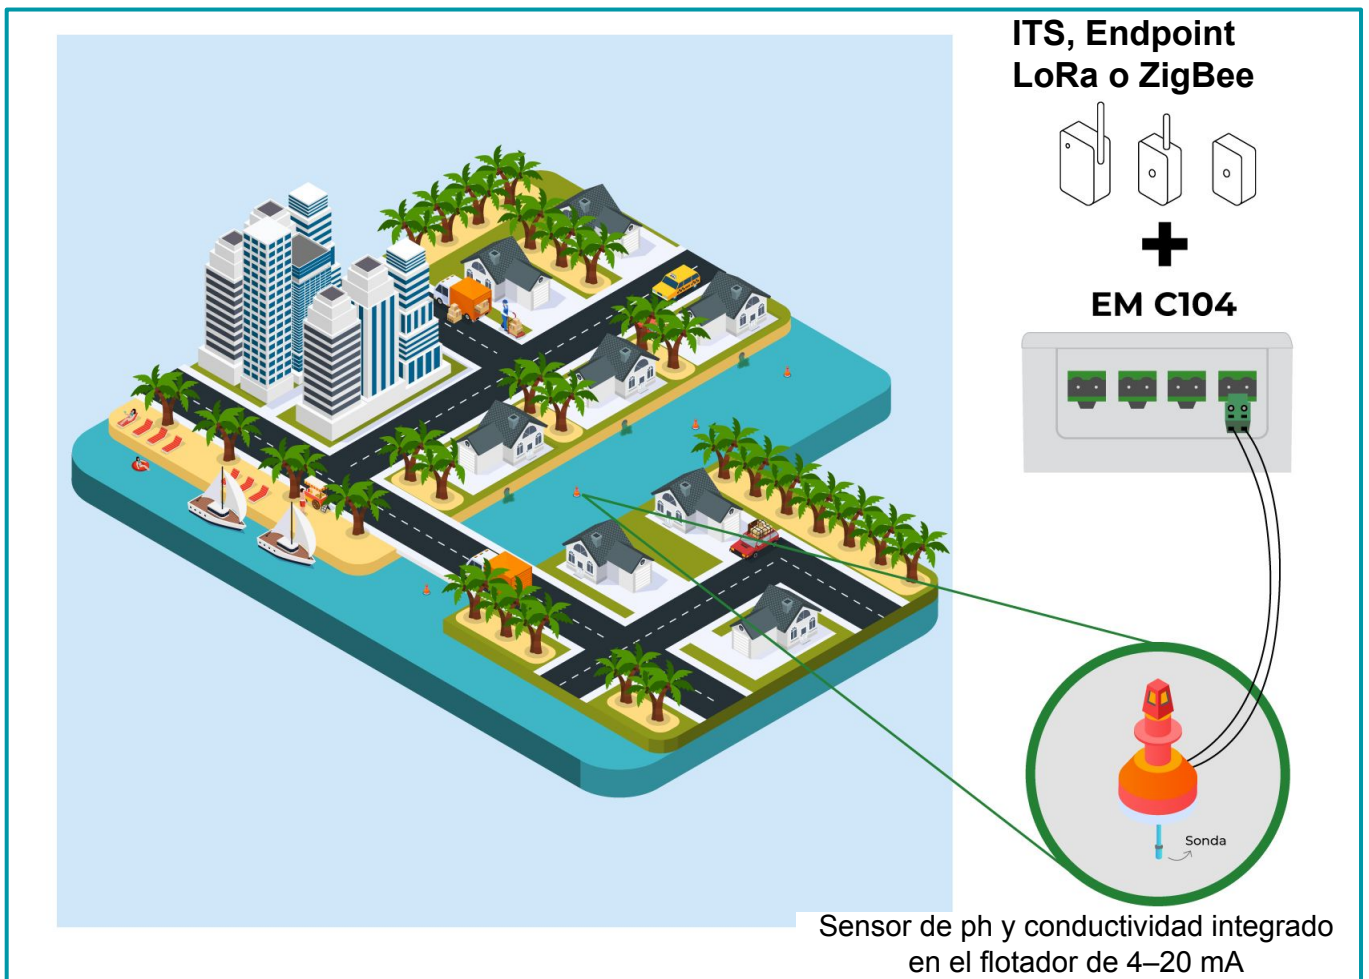 ITS, Endpoint
LoRa o ZigBee
EM C104
Sonda
Sensor de ph y conductividad integrado
en el flotador de 4–20 mA